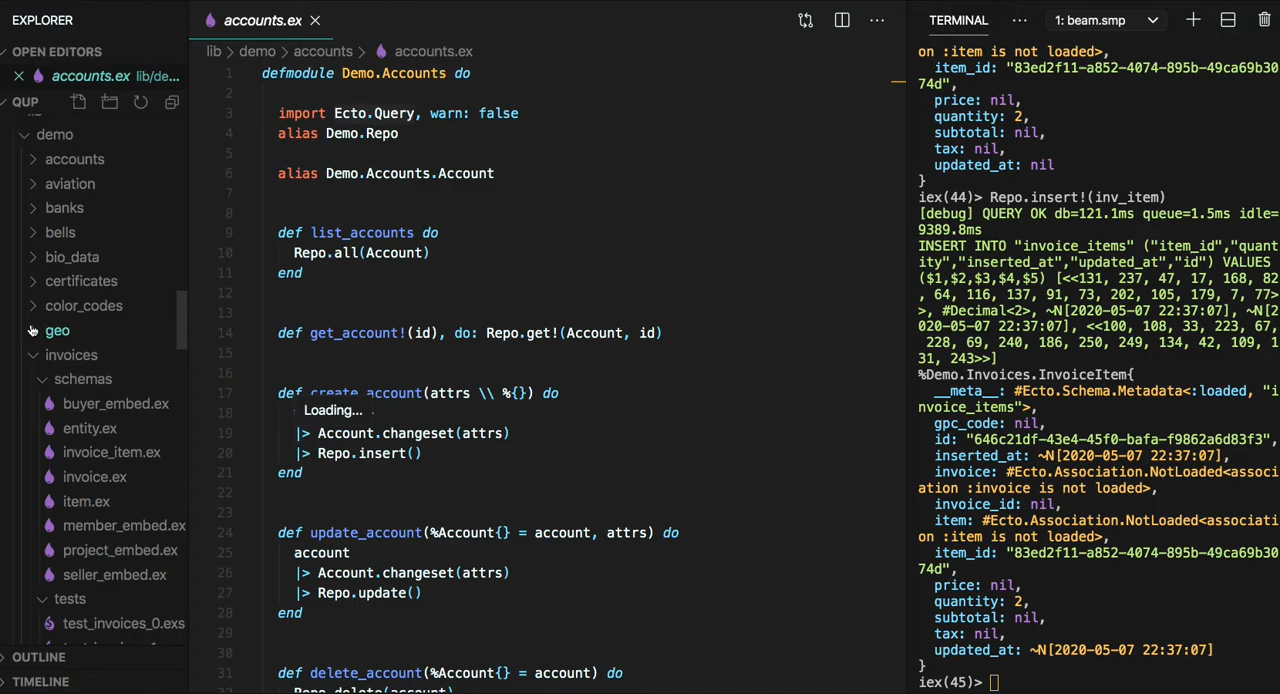 EXPLORER
OPEN EDITORS
accounts.ex lib/de...
QUP
demo
accounts
aviation
banks
bells
bio_data
certificates
color_codes
geo
invoices
schemas
buyer_embed.ex
entity.ex
invoice_item.ex
invoice.ex
item.ex
member_embed.ex
project_embed.ex
seller_embed.ex
tests
test_invoices_0.exs
OUTLINE
TIMELINE
accounts.ex
lib > demo > accounts > accounts.ex
1 defmodule Demo.Accounts do
2
3 import Ecto.Query, warn: false
4 alias Demo.Repo
5
6 alias Demo.Accounts.Account
7
8
9 def list_accounts do
10 Repo.all(Account)
11 end
12
13
14 def get_account!(id), do: Repo.get!(Account, id)
15
16
17 def create_account(attrs \\ %{}) do
18 Loading...
19 |> Account.changeset(attrs)
20 |> Repo.insert()
21 end
22
23
24 def update_account(%Account{} = account, attrs) do
25 account
26 |> Account.changeset(attrs)
27 |> Repo.update()
28 end
29
30
31 def delete_account(%Account{} = account) do
Repo.delete(account)
TERMINAL ... 1: beam.smp
on :item is not loaded>,
item_id: "83ed2f11-a852-4074-895b-49ca69b30
74d",
price: nil,
quantity: 2,
subtotal: nil,
tax: nil,
updated_at: nil
}
iex(44)> Repo.insert!(inv_item)
[debug] QUERY OK db=121.1ms queue=1.5ms idle=
9389.8ms
INSERT INTO "invoice_items" ("item_id","quant
ity","inserted_at","updated_at","id") VALUES
($1,$2,$3,$4,$5) [<<131, 237, 47, 17, 168, 82
, 64, 116, 137, 91, 73, 202, 105, 179, 7, 77>
>, #Decimal<2>, ~N[2020-05-07 22:37:07], ~N[2
020-05-07 22:37:07], <<100, 108, 33, 223, 67,
228, 69, 240, 186, 250, 249, 134, 42, 109, 1
31, 243>>]
%Demo.Invoices.InvoiceItem{
__meta__: #Ecto.Schema.Metadata<:loaded, "i
nvoice_items">,
gpc_code: nil,
id: "646c21df-43e4-45f0-bafa-f9862a6d83f3",
inserted_at: ~N[2020-05-07 22:37:07],
invoice: #Ecto.Association.NotLoaded<associ
ation :invoice is not loaded>,
invoice_id: nil,
item: #Ecto.Association.NotLoaded<associati
on :item is not loaded>,
item_id: "83ed2f11-a852-4074-895b-49ca69b30
74d",
price: nil,
quantity: 2,
subtotal: nil,
tax: nil,
updated_at: ~N[2020-05-07 22:37:07]
}
iex(45)>